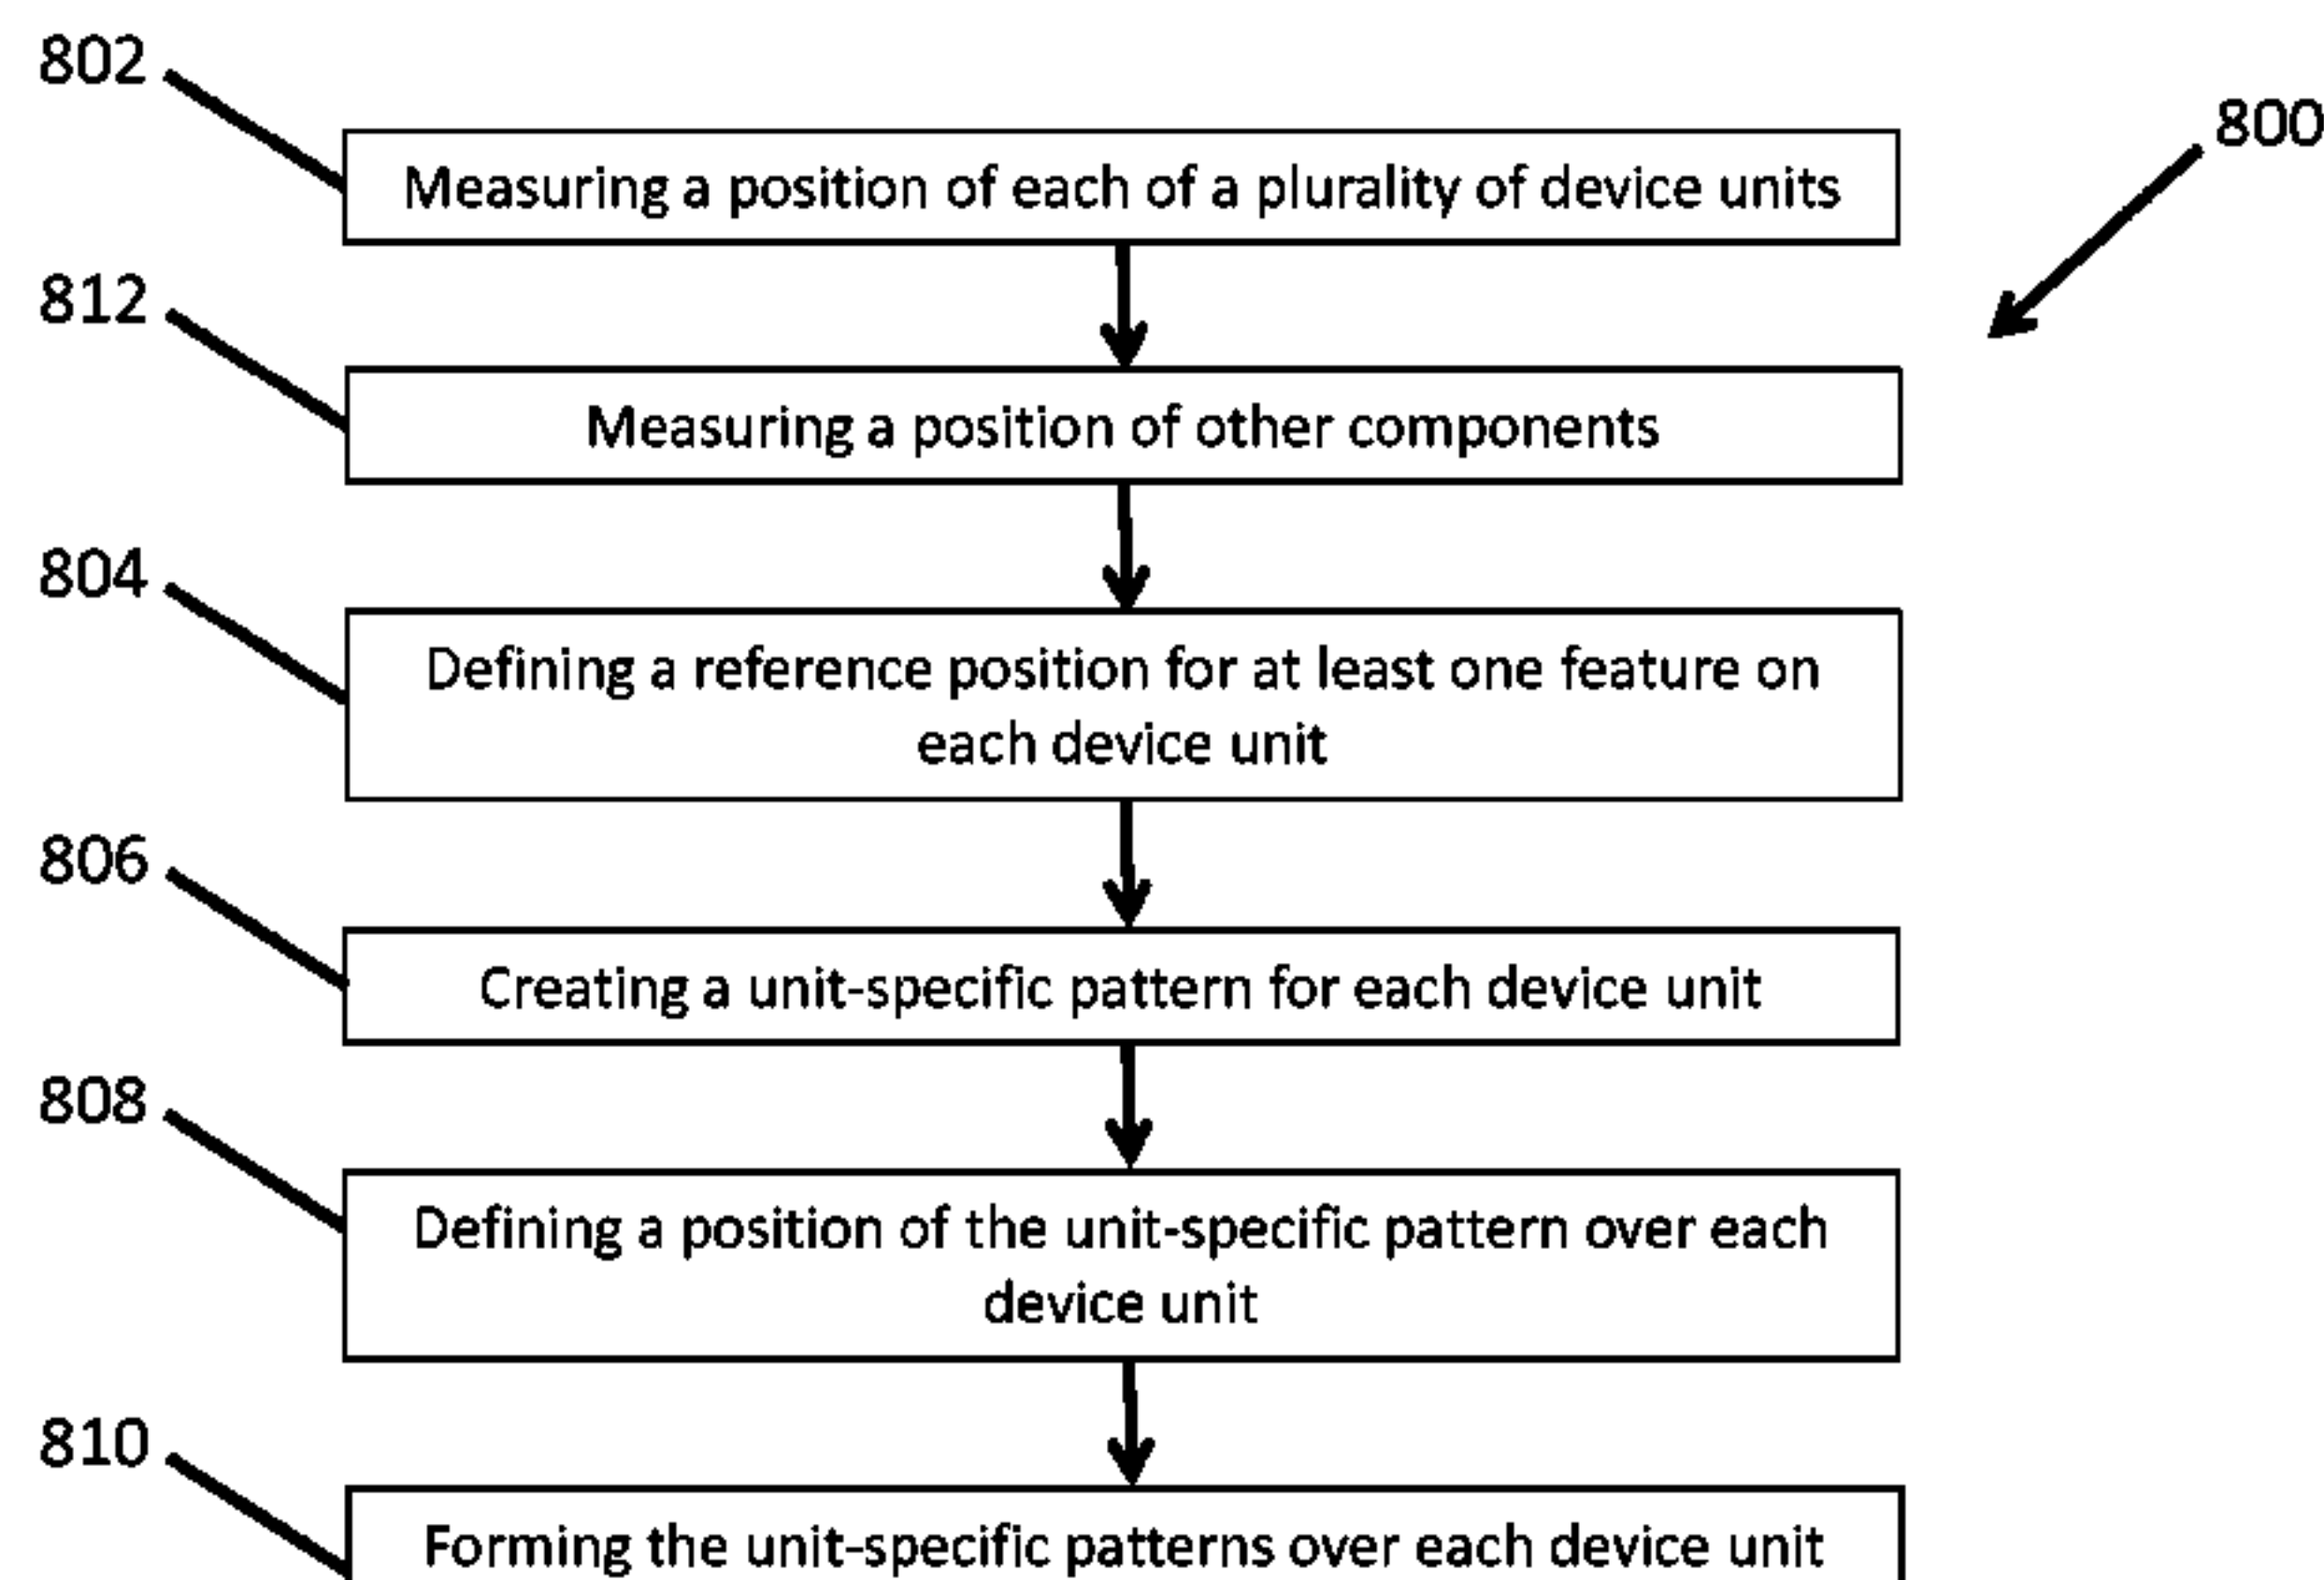 802
800
Measuring a position of each of a plurality of device units
812
Measuring a position of other components
804
Defining a reference position for at least one feature on
each device unit
806
Creating a unit-specific pattern for each device unit
808
Defining a position of the unit-specific pattern over each
device unit
810
Forming the unit-specific patterns over each device unit